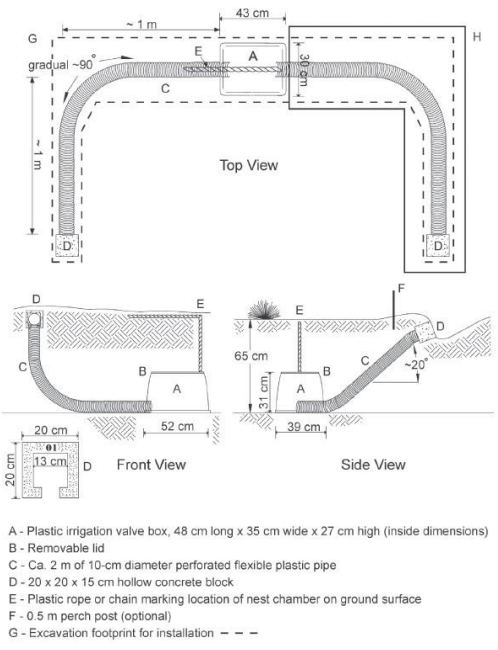 43 cm
~ 1 m
G
H
E
A
gradual ~90°
30 cm
C
~ 1 m
Top View
D
D
D
E
F
E
D
C
B
A
65 cm
B
A
C
~20°
31 cm
52 cm
39 cm
20 cm
20 cm
13 cm
D
Front View
Side View
A - Plastic irrigation valve box, 48 cm long x 35 cm wide x 27 cm high (inside dimensions)
B - Removable lid
C - Ca. 2 m of 10-cm diameter perforated flexible plastic pipe
D - 20 x 20 x 15 cm hollow concrete block
E - Plastic rope or chain marking location of nest chamber on ground surface
F - 0.5 m perch post (optional)
G - Excavation footprint for installation